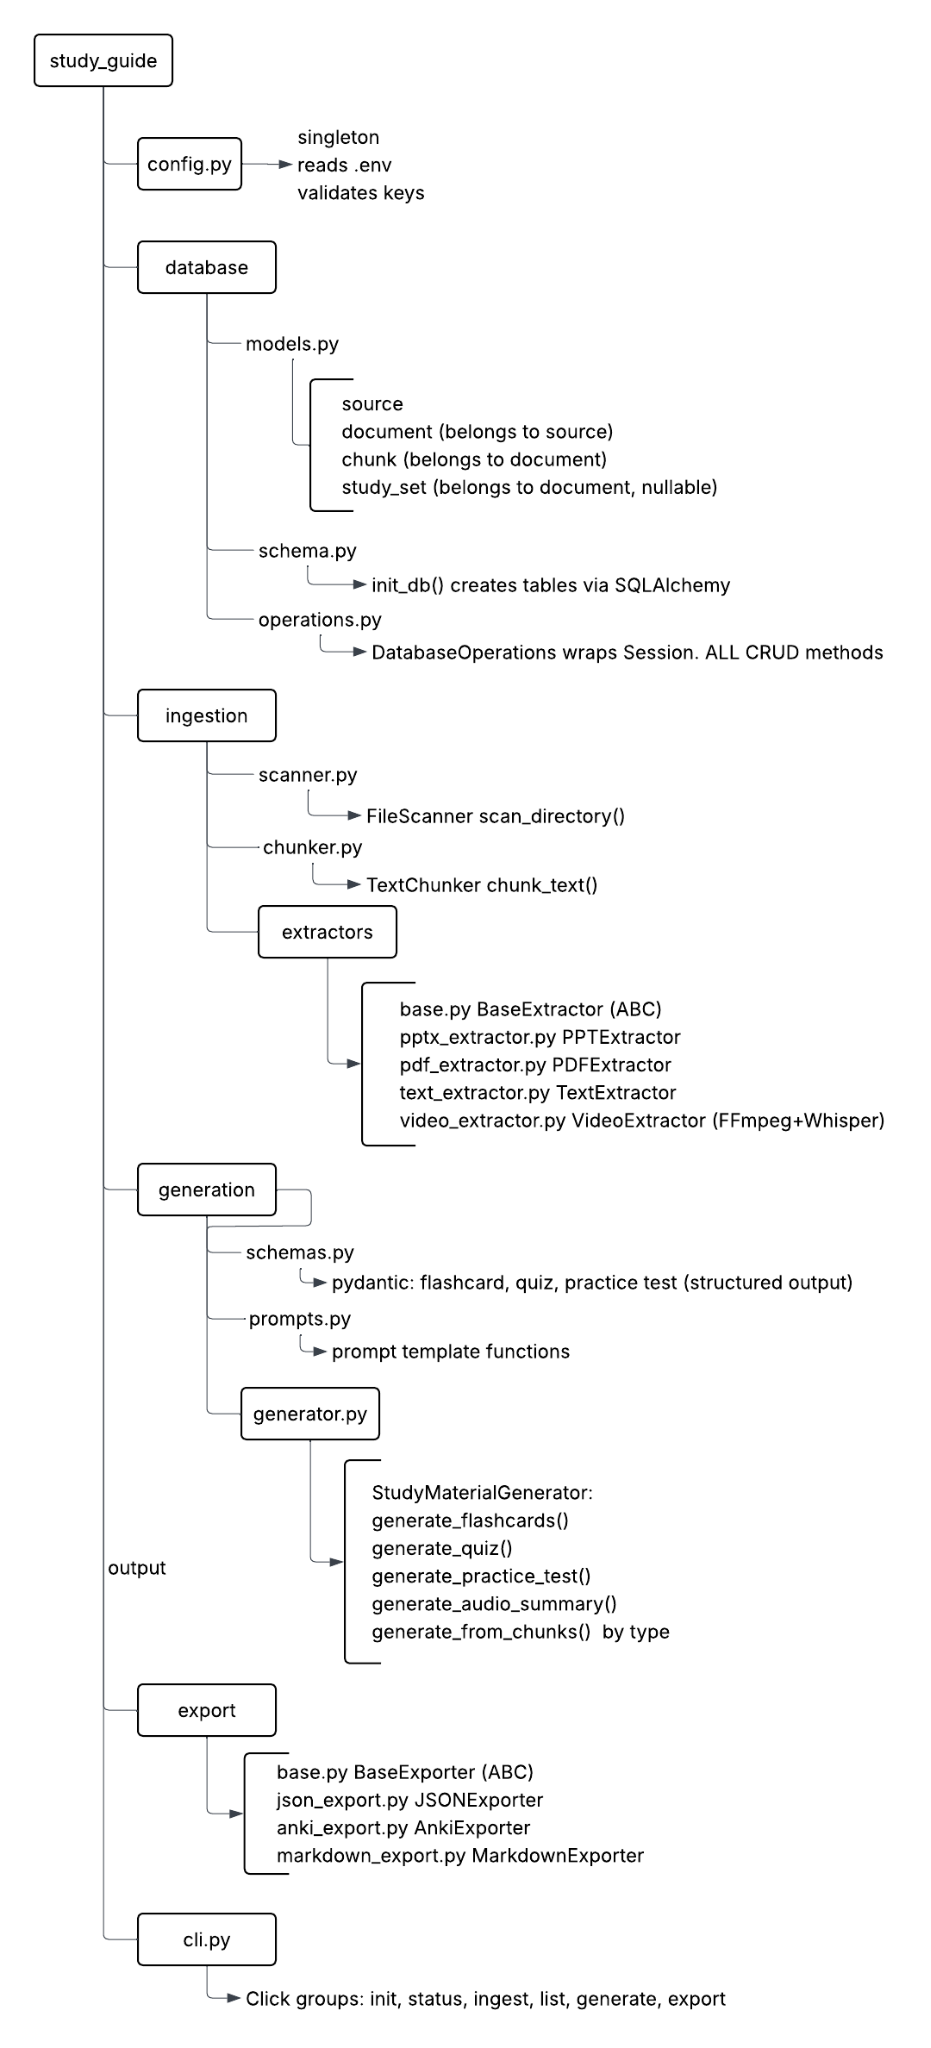 study_guide
config.py
singleton
reads .env
validates keys
database
models.py
source
document (belongs to source)
chunk (belongs to document)
study_set (belongs to document, nullable)
schema.py
init_db() creates tables via SQLAlchemy
operations.py
DatabaseOperations wraps Session. ALL CRUD methods
ingestion
scanner.py
FileScanner scan_directory()
chunker.py
TextChunker chunk_text()
extractors
base.py BaseExtractor (ABC)
pptx_extractor.py PPTExtractor
pdf_extractor.py PDFExtractor
text_extractor.py TextExtractor
video_extractor.py VideoExtractor (FFmpeg+Whisper)
generation
schemas.py
pydantic: flashcard, quiz, practice test (structured output)
prompts.py
prompt template functions
generator.py
StudyMaterialGenerator:
generate_flashcards()
generate_quiz()
generate_practice_test()
generate_audio_summary()
generate_from_chunks()  by type
output
export
base.py BaseExporter (ABC)
json_export.py JSONExporter
anki_export.py AnkiExporter
markdown_export.py MarkdownExporter
cli.py
Click groups: init, status, ingest, list, generate, export